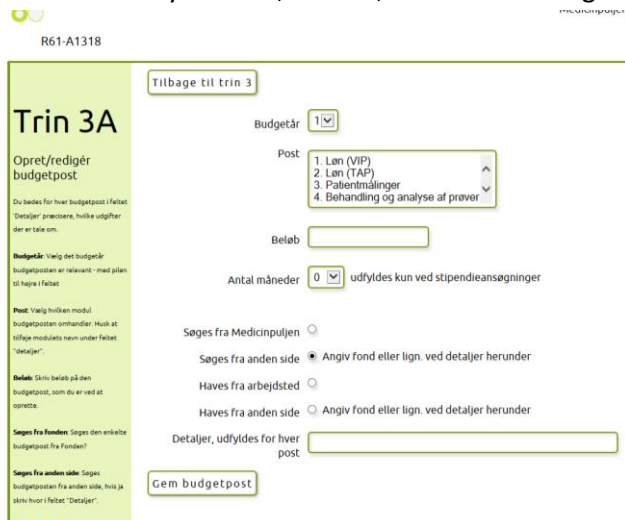 R61-A1318
Tilbage til trin 3
Trin 3A
Opret/redigér
budgetpost
Du bedes for hver budgetpost i feltet
'Detaljer' præcisere, hvilke udgifter
der er tale om.
Budgetår: Vælg det budgetår
budgetposten er relevant - med pilen
til højre i feltet
Post: Vælg hvilken modul
budgetposten omhandler. Husk at
tilføje modulets navn under feltet
"detaljer".
Beløb: Skriv beløb på den
budgetpost, som du er ved at
oprette.
Søges fra fonden: Søges den enkelte
budgetpost fra Fonden?
Søges fra anden side: Søges
budgetposten fra anden side, hvis ja
skriv hvor i feltet "Detaljer".
Budgetår 1
Post
1. Løn (VIP)
2. Løn (TAP)
3. Patientmålinger
4. Behandling og analyse af prøver
Beløb
Antal måneder 0 udfyldes kun ved stipendieansøgninger
Søges fra Medicinpuljen
Søges fra anden side Angiv fond eller lign. ved detaljer herunder
Haves fra arbejdsted
Haves fra anden side Angiv fond eller lign. ved detaljer herunder
Detaljer, udfyldes for hver
post
Gem budgetpost